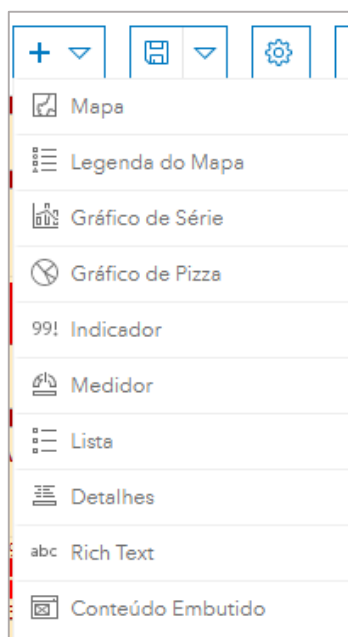 Mapa
Legenda do Mapa
Gráfico de Série
Gráfico de Pizza
99! Indicador
Medidor
Lista
Detalhes
abc Rich Text
Conteúdo Embutido